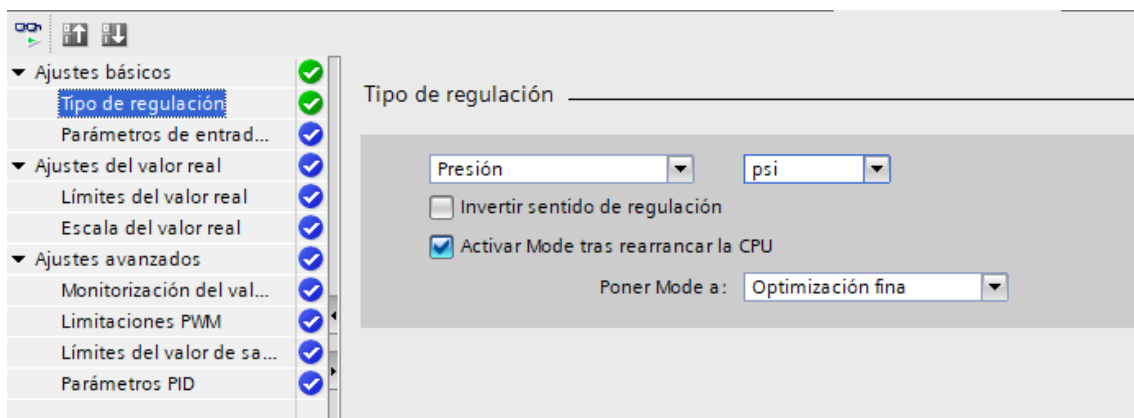 Ajustes básicos
Tipo de regulación
Parámetros de entrad...
Ajustes del valor real
Límites del valor real
Escala del valor real
Ajustes avanzados
Monitorización del val...
Limitaciones PWM
Límites del valor de sa...
Parámetros PID
Tipo de regulación
Presión psi
Invertir sentido de regulación
Activar Mode tras rearrancar la CPU
Poner Mode a: Optimización fina